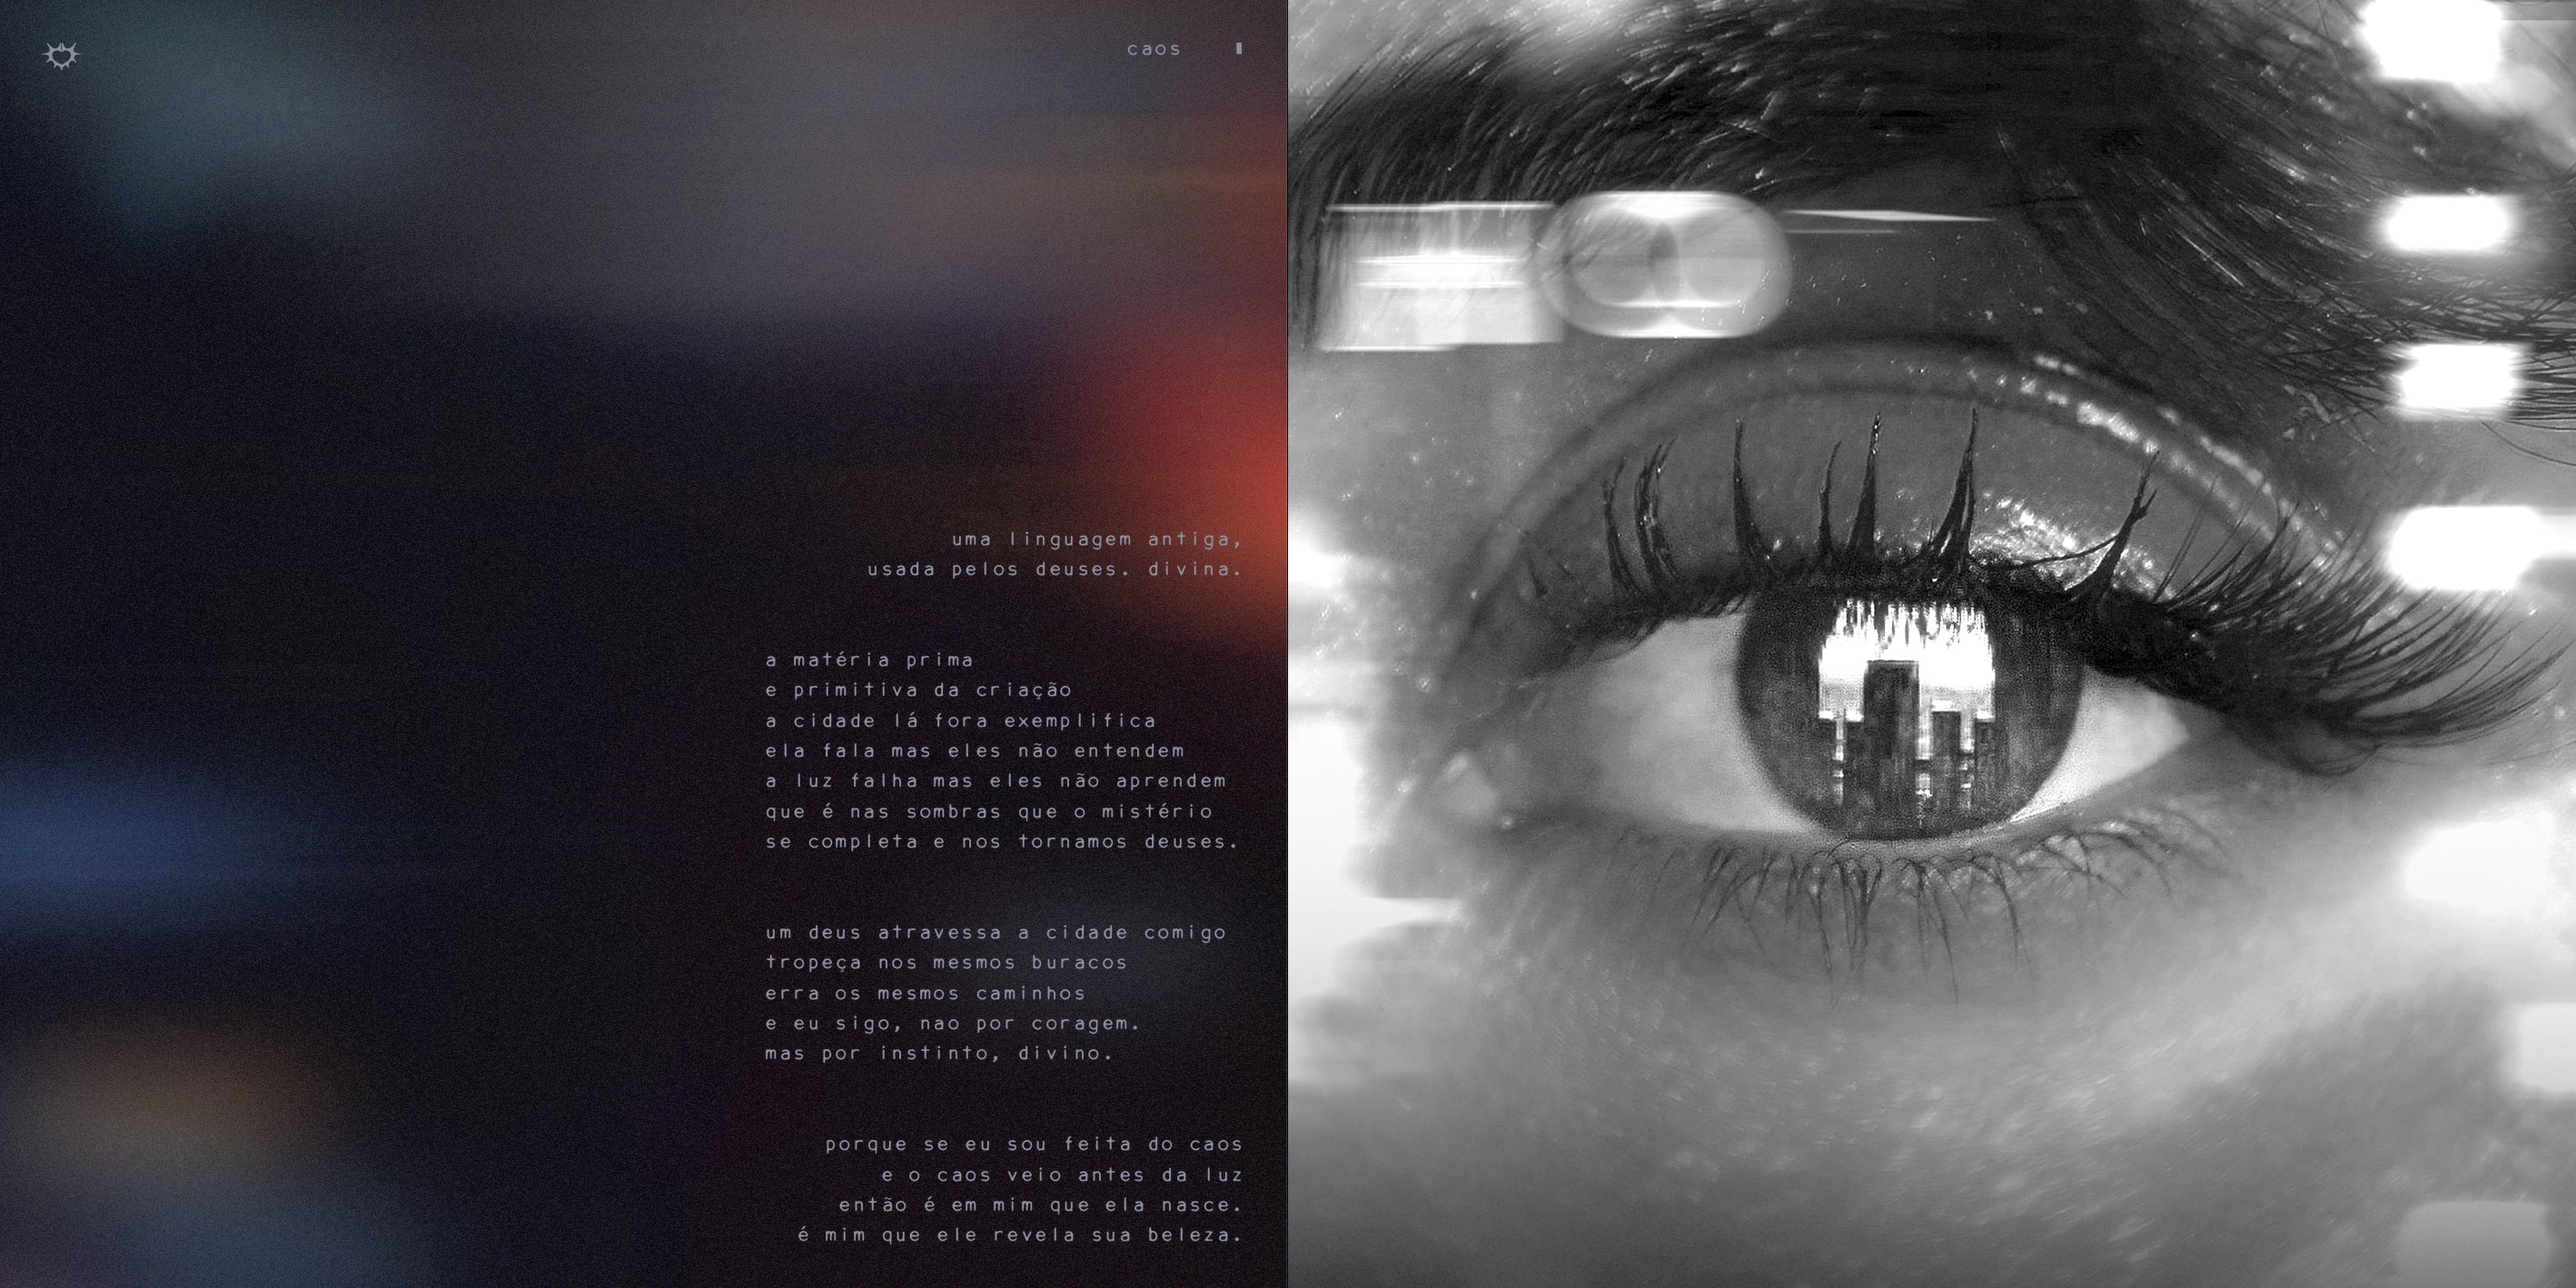 caos
uma linguagem antiga,
usada pelos deuses. divina.
a matéria prima
e primitiva da criação
a cidade lá fora exemplifica
ela fala mas eles não entendem
a luz falha mas eles não aprendem
que é nas sombras que o mistério
se completa e nos tornamos deuses.
um deus atravessa a cidade comigo
tropeça nos mesmos buracos
erra os mesmos caminhos
e eu sigo, nao por coragem.
mas por instinto, divino.
porque se eu sou feita do caos
e o caos veio antes da luz
então é em mim que ela nasce.
é mim que ele revela sua beleza.